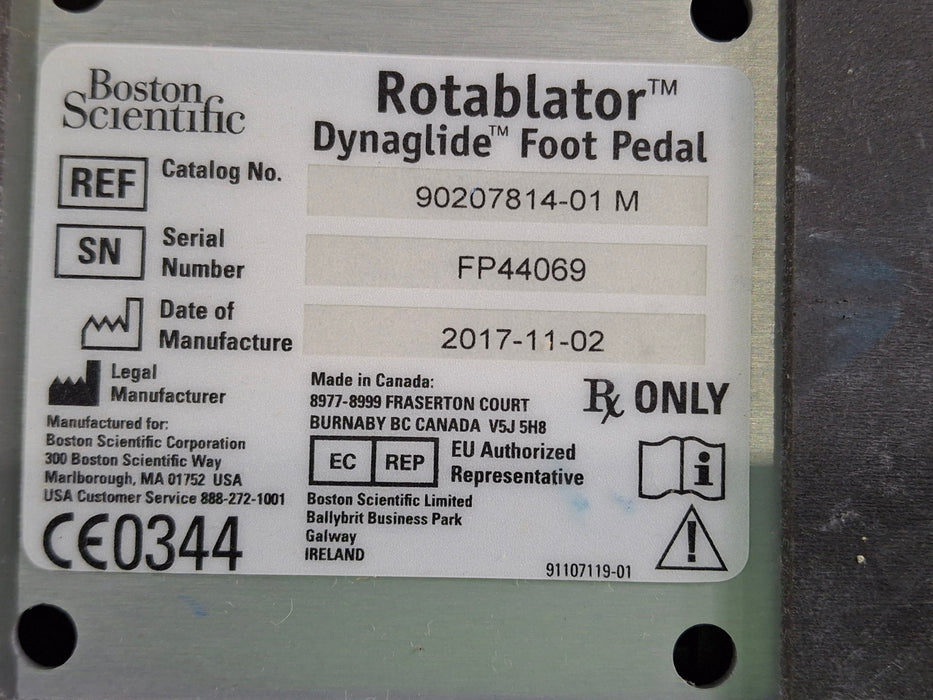 Boston
Scientific
Rotablator™
Dynaglide™ Foot Pedal
REF Catalog No. 90207814-01 M
SN Serial
Number FP44069
Date of
Manufacture 2017-11-02
Legal
Manufacturer
Manufactured for:
Boston Scientific Corporation
300 Boston Scientific Way
Marlborough, MA 01752 USA
USA Customer Service 888-272-1001
CE0344
Made in Canada:
8977-8999 FRASERTON COURT
BURNABY BC CANADA V5J 5H8
EC REP EU Authorized
Representative
Boston Scientific Limited
Ballybrit Business Park
Galway
IRELAND
℞ ONLY
i
!
91107119-01